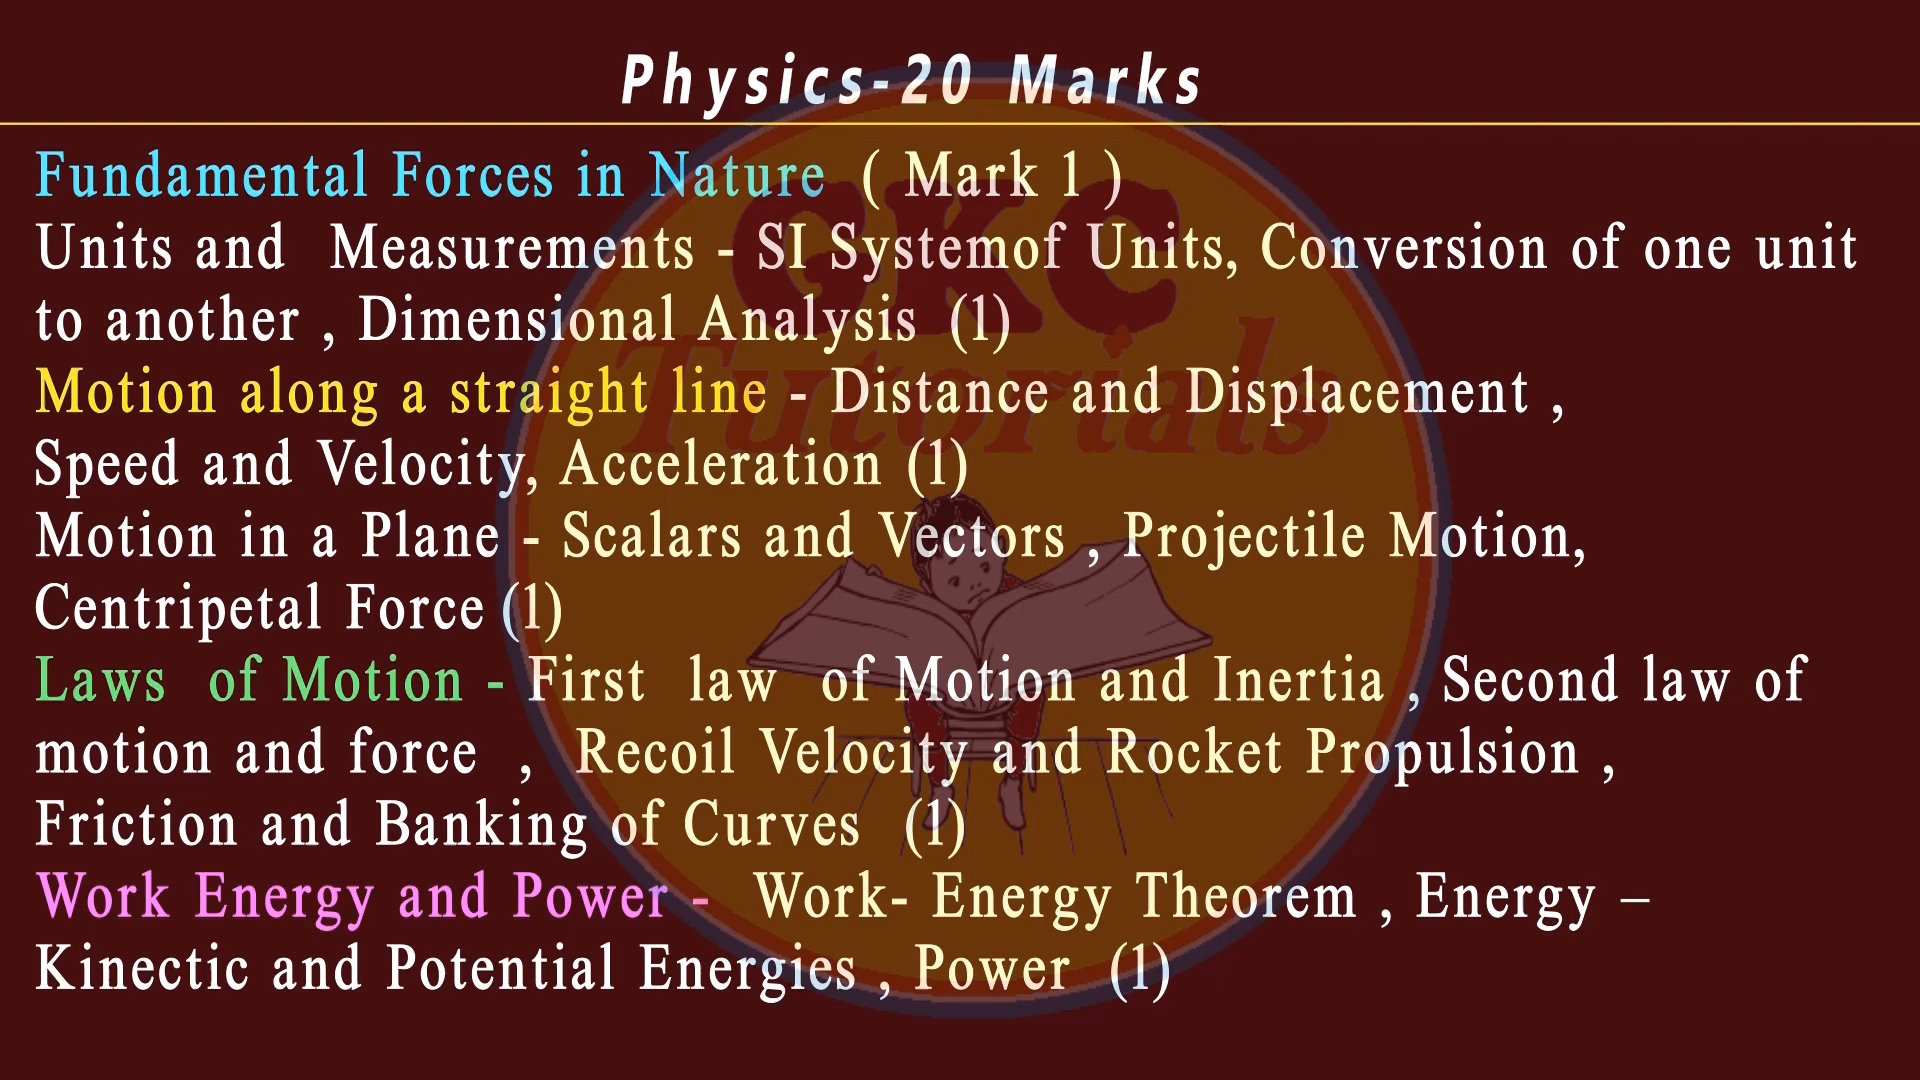 Physics-20 Marks
Fundamental Forces in Nature ( Mark 1 )
Units and Measurements - SI Systemof Units, Conversion of one unit
to another , Dimensional Analysis (1)
Motion along a straight line - Distance and Displacement ,
Speed and Velocity, Acceleration (1)
Motion in a Plane - Scalars and Vectors , Projectile Motion,
Centripetal Force (1)
Laws of Motion - First law of Motion and Inertia , Second law of
motion and force , Recoil Velocity and Rocket Propulsion ,
Friction and Banking of Curves (1)
Work Energy and Power - Work- Energy Theorem , Energy –
Kinectic and Potential Energies , Power (1)
GKC
Tutorials